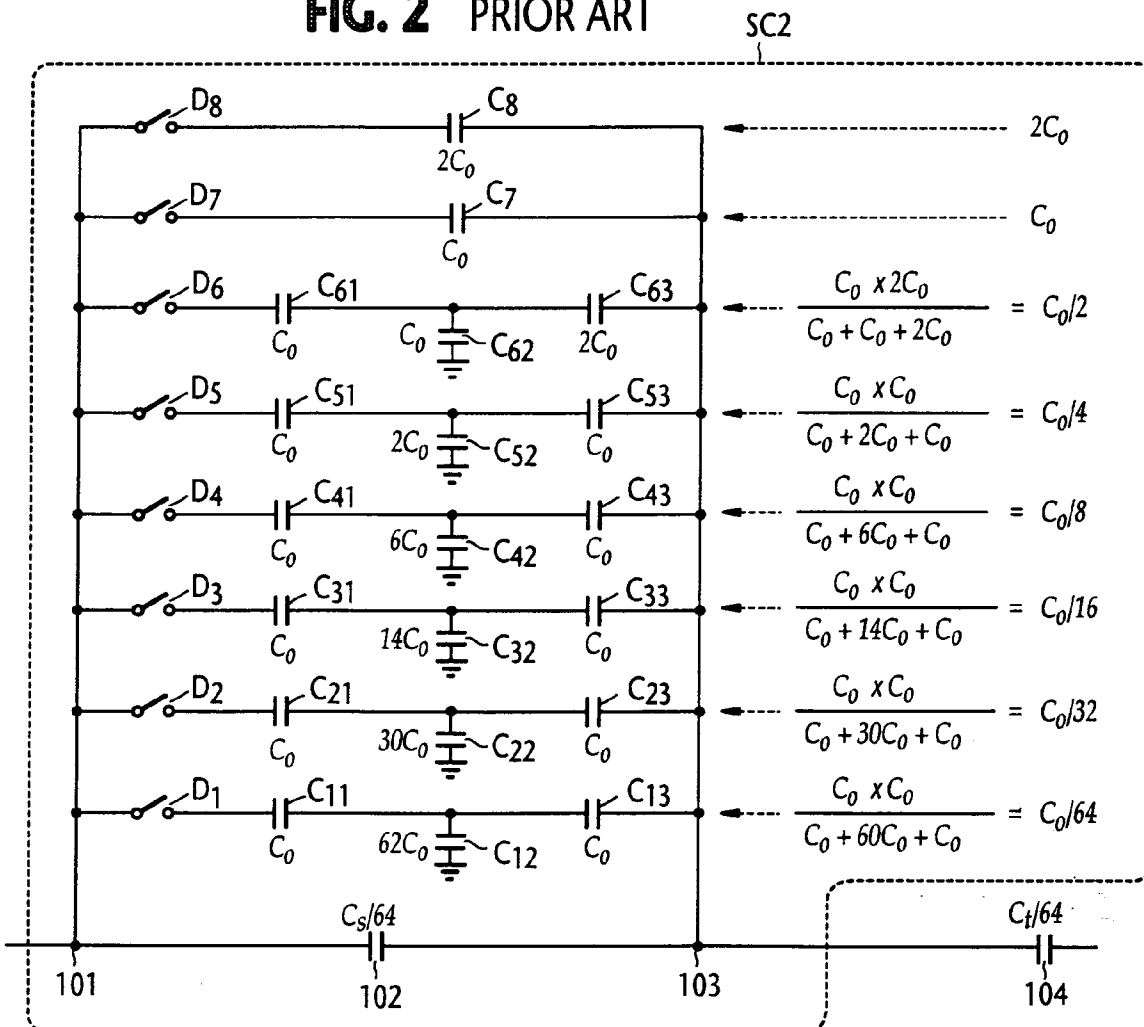 FIG. 2 PRIOR ART
SC2
D8 C8 2C0 2C0
D7 C7 C0 C0
D6 C61 C0 C0 C62 C63 2C0 C0 x 2C0 / C0 + C0 + 2C0 = C0/2
D5 C51 C0 2C0 C52 C53 C0 C0 x C0 / C0 + 2C0 + C0 = C0/4
D4 C41 C0 6C0 C42 C43 C0 C0 x C0 / C0 + 6C0 + C0 = C0/8
D3 C31 C0 14C0 C32 C33 C0 C0 x C0 / C0 + 14C0 + C0 = C0/16
D2 C21 C0 30C0 C22 C23 C0 C0 x C0 / C0 + 30C0 + C0 = C0/32
D1 C11 C0 62C0 C12 C13 C0 C0 x C0 / C0 + 60C0 + C0 = C0/64
Cs/64 Ct/64
101 102 103 104